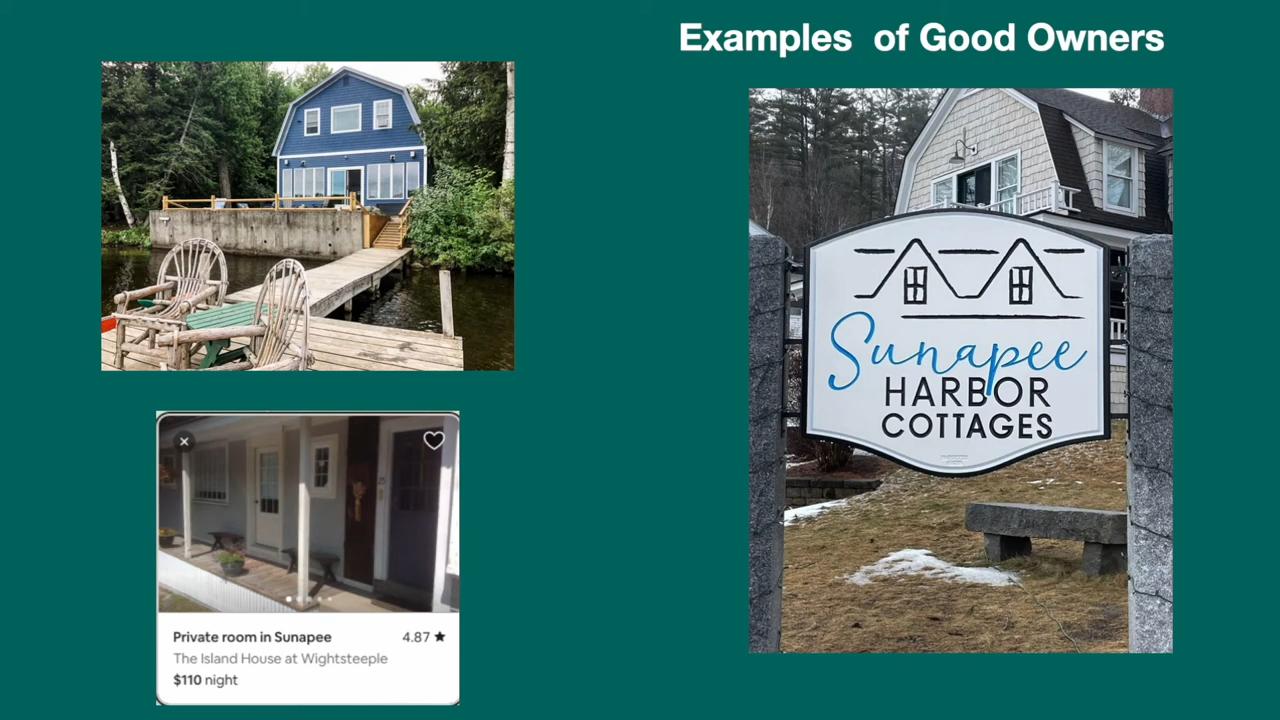 Examples  of Good Owners
Sunapee
HARBOR
COTTAGES
Private room in Sunapee 4.87 ★
The Island House at Wightsteeple
$110 night